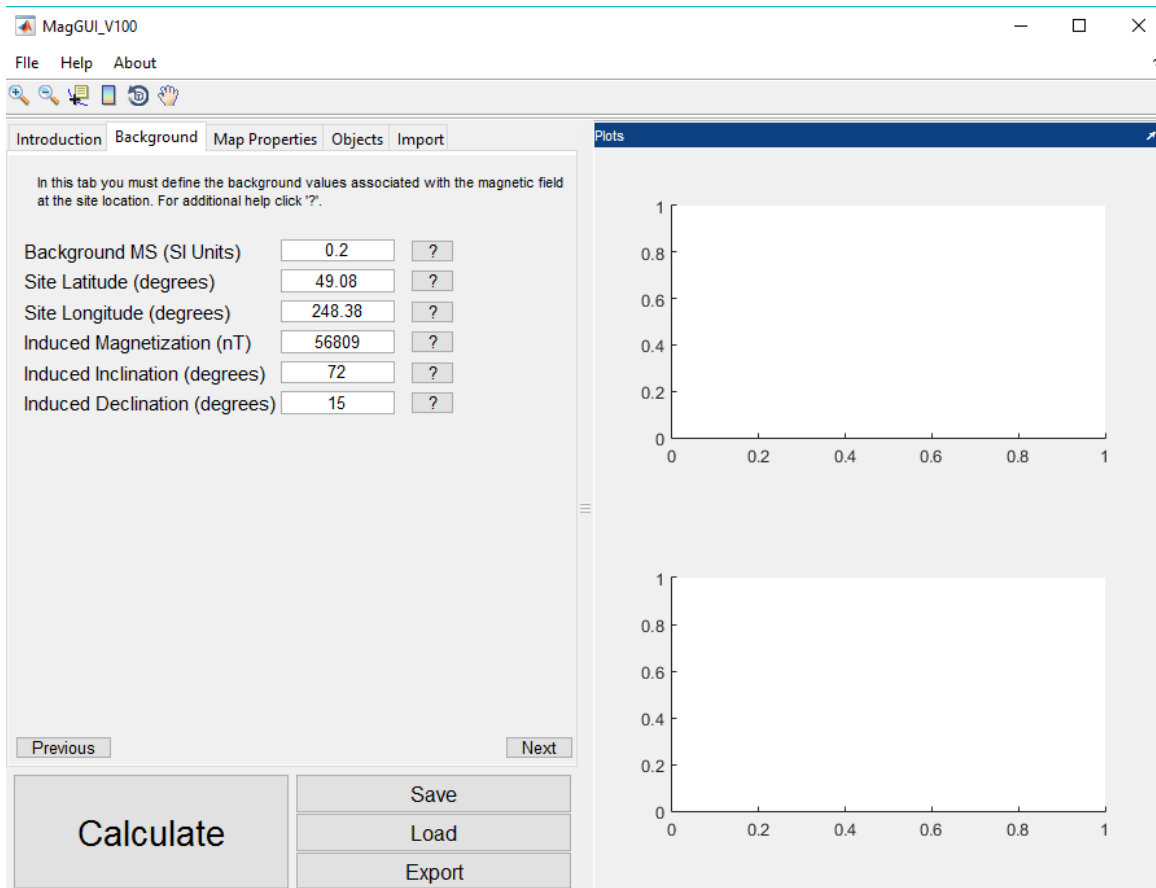 MagGUI_V100
FIle Help About
Introduction Background Map Properties Objects Import
In this tab you must define the background values associated with the magnetic field
at the site location. For additional help click '?'.
Background MS (SI Units) 0.2 ?
Site Latitude (degrees) 49.08 ?
Site Longitude (degrees) 248.38 ?
Induced Magnetization (nT) 56809 ?
Induced Inclination (degrees) 72 ?
Induced Declination (degrees) 15 ?
Previous Next
Calculate
Save
Load
Export
Plots
1
0.8
0.6
0.4
0.2
0
0 0.2 0.4 0.6 0.8 1
1
0.8
0.6
0.4
0.2
0
0 0.2 0.4 0.6 0.8 1